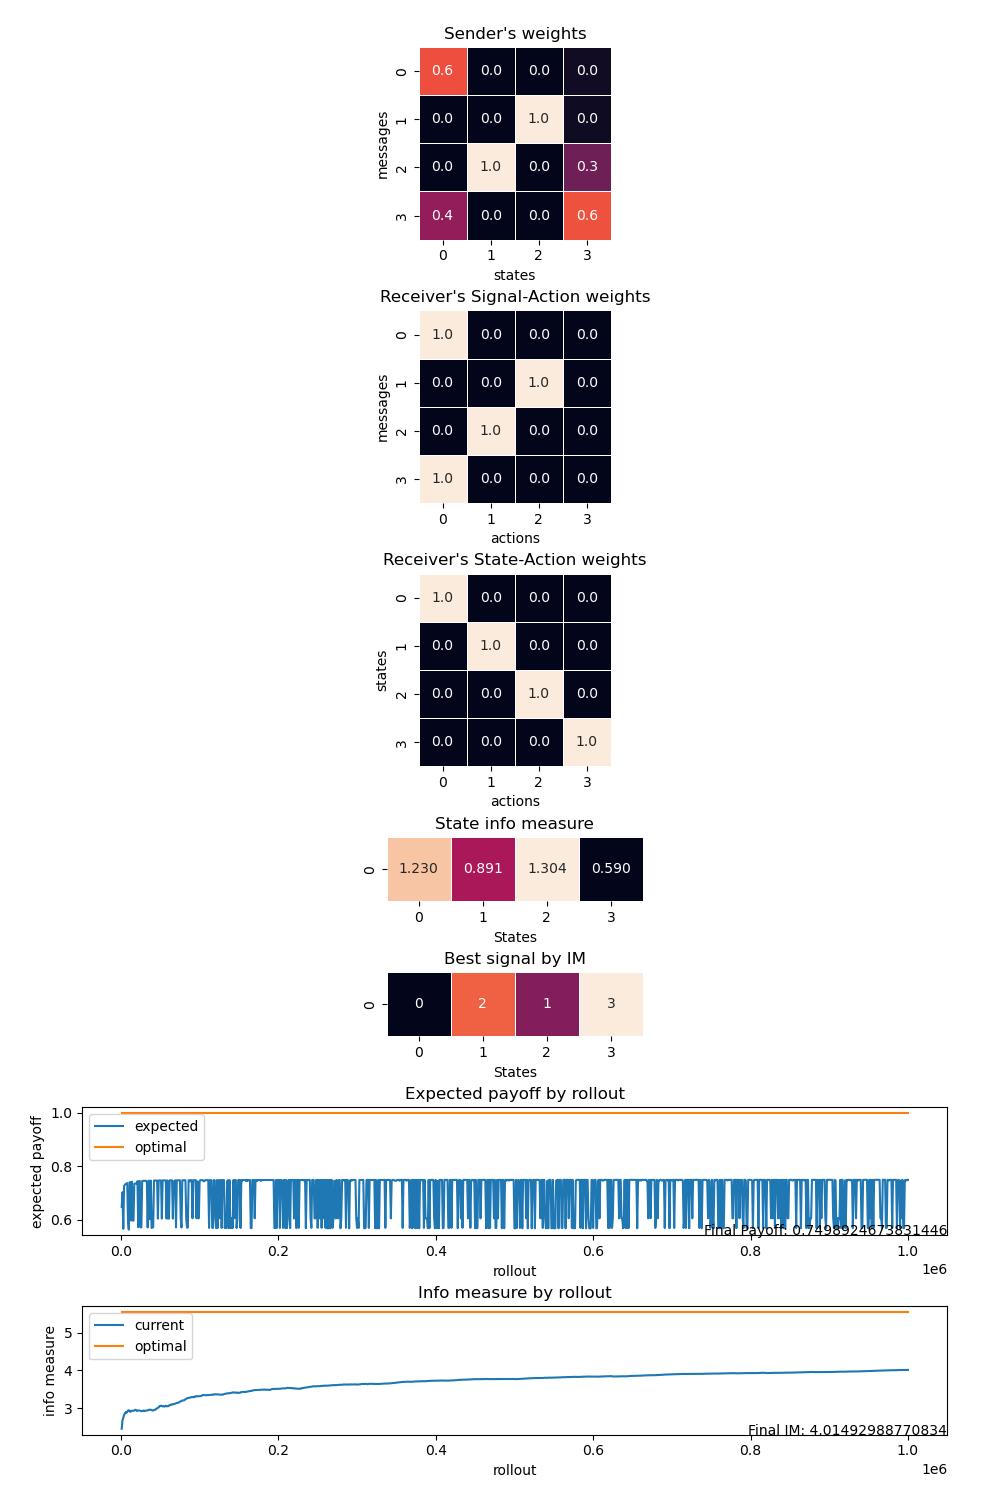 Sender's weights
0 0.6 0.0 0.0 0.0
1 0.0 0.0 1.0 0.0
messages
2 0.0 1.0 0.0 0.3
3 0.4 0.0 0.0 0.6
0 1 2 3
states
Receiver's Signal-Action weights
0 1.0 0.0 0.0 0.0
1 0.0 0.0 1.0 0.0
messages
2 0.0 1.0 0.0 0.0
3 1.0 0.0 0.0 0.0
0 1 2 3
actions
Receiver's State-Action weights
0 1.0 0.0 0.0 0.0
1 0.0 1.0 0.0 0.0
states
2 0.0 0.0 1.0 0.0
3 0.0 0.0 0.0 1.0
0 1 2 3
actions
State info measure
0 1.230 0.891 1.304 0.590
0 1 2 3
States
Best signal by IM
0 0 2 1 3
0 1 2 3
States
Expected payoff by rollout
expected payoff
1.0
0.8
0.6
expected
optimal
Final Payoff: 0.7498924673831446
0.0 0.2 0.4 0.6 0.8 1.0
1e6
rollout
Info measure by rollout
info measure
5
4
3
current
optimal
Final IM: 4.01492988770834
0.0 0.2 0.4 0.6 0.8 1.0
1e6
rollout